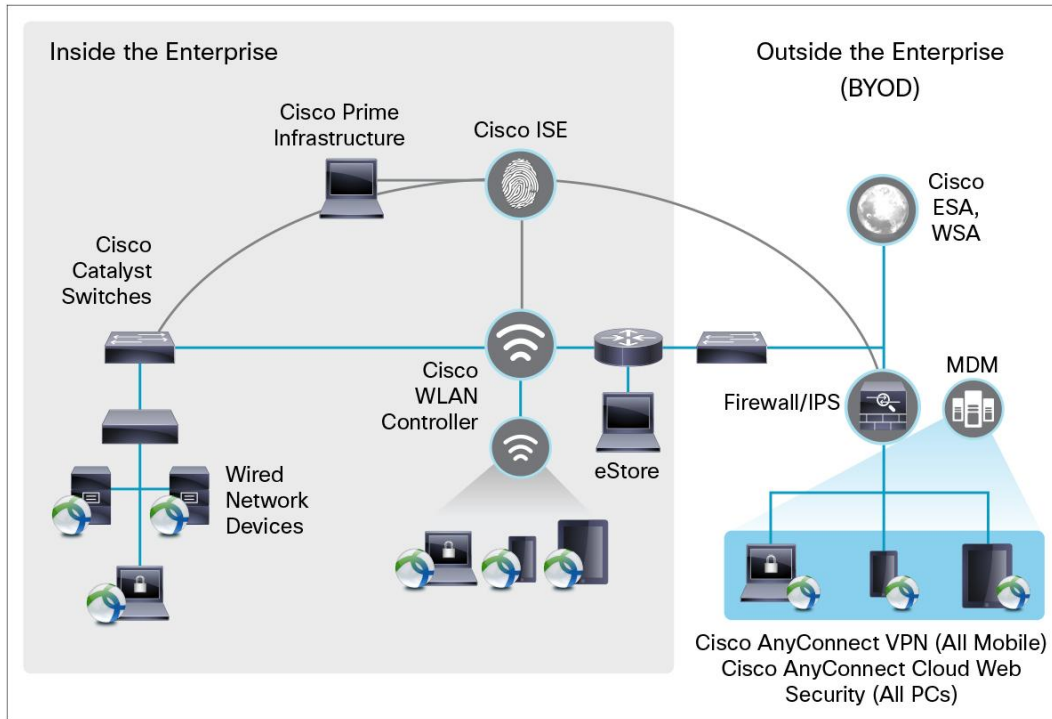 Inside the Enterprise
Outside the Enterprise
(BYOD)
Cisco Prime
Infrastructure
Cisco ISE
Cisco
ESA,
WSA
Cisco
Catalyst
Switches
Cisco
WLAN
Controller
eStore
Firewall/IPS
MDM
Wired
Network
Devices
Cisco AnyConnect VPN (All Mobile)
Cisco AnyConnect Cloud Web
Security (All PCs)